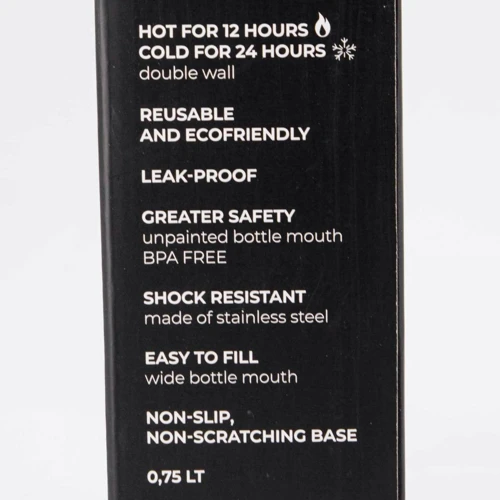 HOT FOR 12 HOURS
COLD FOR 24 HOURS
double wall
REUSABLE
AND ECOFRIENDLY
LEAK-PROOF
GREATER SAFETY
unpainted bottle mouth
BPA FREE
SHOCK RESISTANT
made of stainless steel
EASY TO FILL
wide bottle mouth
NON-SLIP,
NON-SCRATCHING BASE
0,75 LT